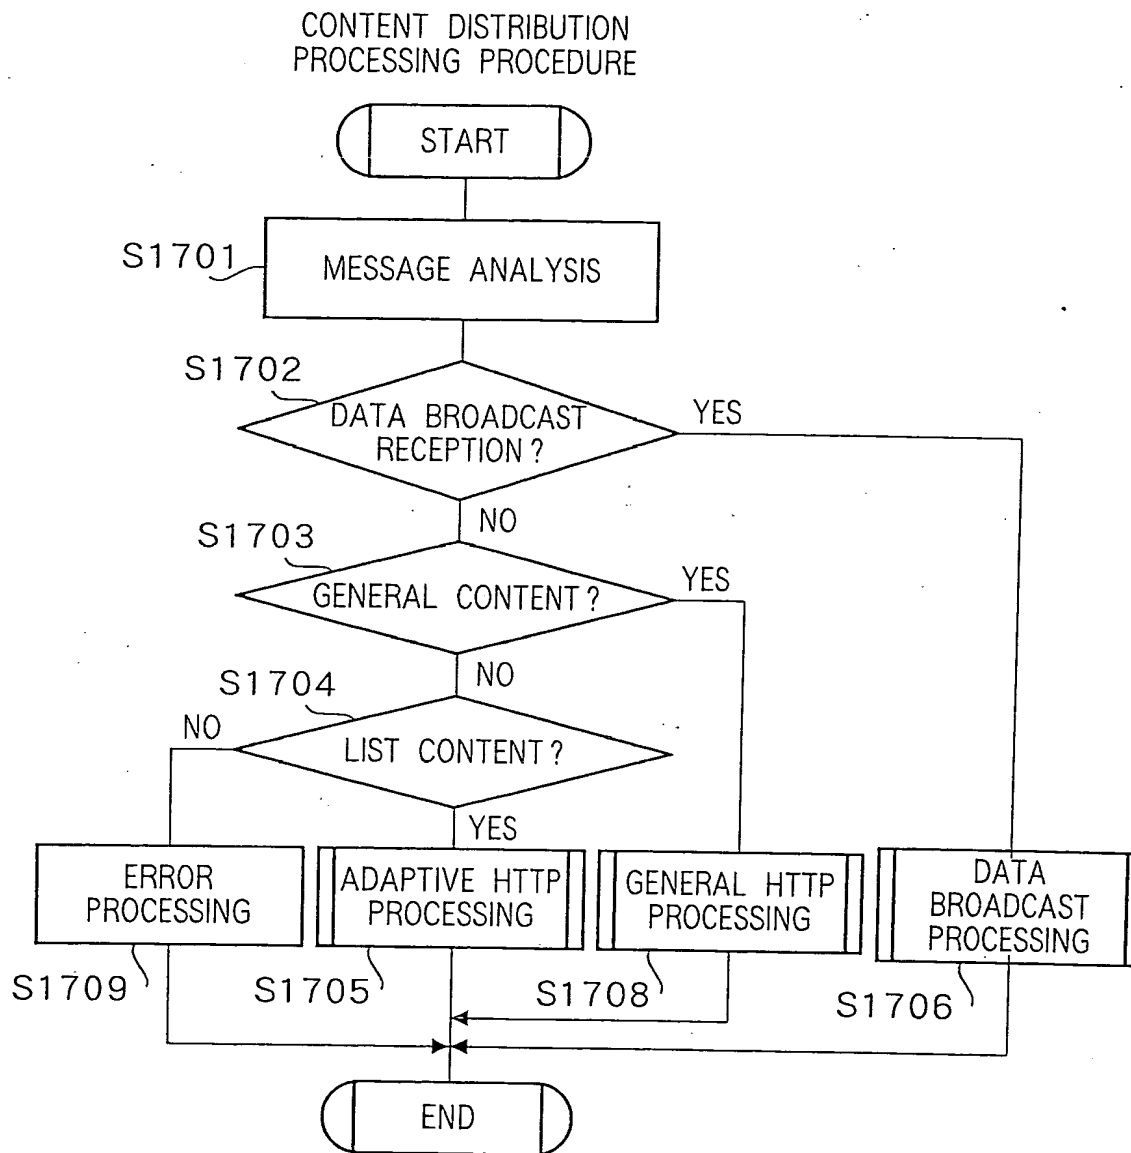 CONTENT DISTRIBUTION
PROCESSING PROCEDURE
START
S1701
MESSAGE ANALYSIS
S1702
DATA BROADCAST
RECEPTION?
YES
NO
S1703
GENERAL CONTENT?
YES
NO
S1704
LIST CONTENT?
NO
YES
ERROR
PROCESSING
ADAPTIVE HTTP
PROCESSING
GENERAL HTTP
PROCESSING
DATA
BROADCAST
PROCESSING
S1709
S1705
S1708
S1706
END